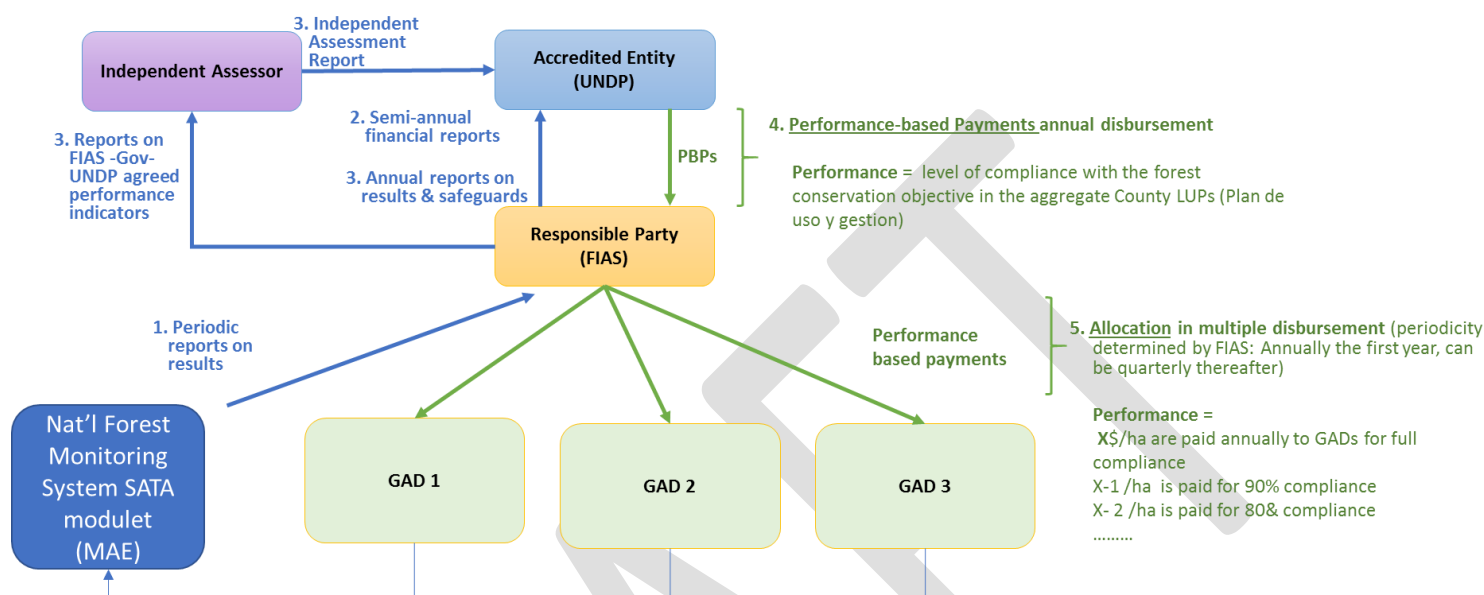 3. Independent
Assessment
Report
Independent Assessor
Accredited Entity
(UNDP)
3. Reports on
FIAS -Gov-
UNDP agreed
performance
indicators
2. Semi-annual
financial reports
3. Annual reports on
results & safeguards
PBPs
4. Performance-based Payments annual disbursement
Performance = level of compliance with the forest
conservation objective in the aggregate County LUPs (Plan de
uso y gestion)
Responsible Party
(FIAS)
1. Periodic
reports on
results
Performance
based payments
5. Allocation in multiple disbursement (periodicity
determined by FIAS: Annually the first year, can
be quarterly thereafter)
Performance =
X$/ha are paid annually to GADs for full
compliance
X-1 /ha is paid for 90% compliance
X- 2 /ha is paid for 80& compliance
.........
Nat'l Forest
Monitoring
System SATA
modulet
(MAE)
GAD 1
GAD 2
GAD 3